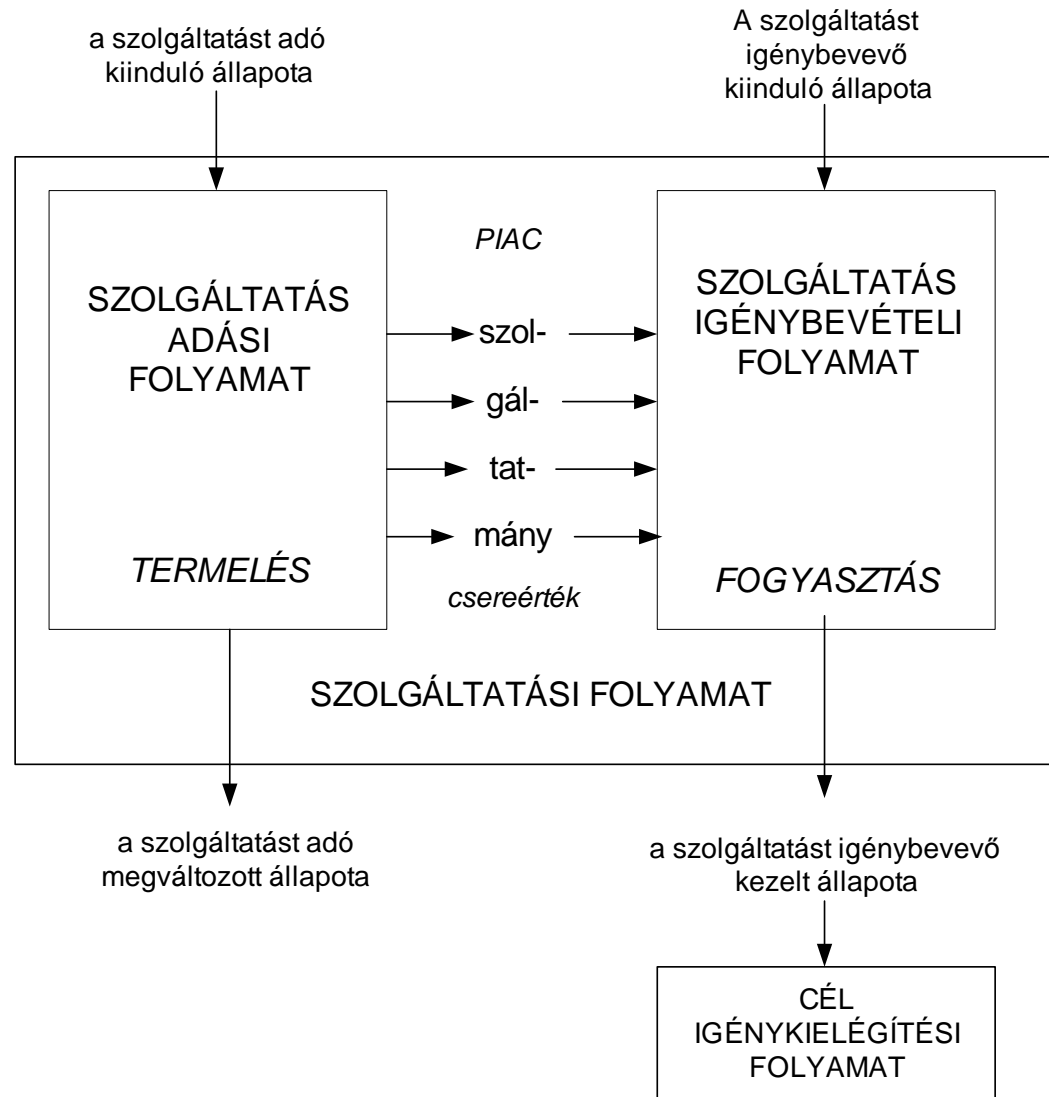 a szolgáltatást adó
kiinduló állapota
A szolgáltatást
igénybevevő
kiinduló állapota
SZOLGÁLTATÁS
ADÁSI
FOLYAMAT
TERMELÉS
PIAC
szol-
gál-
tat-
mány
csereérték
SZOLGÁLTATÁS
IGÉNYBEVÉTELI
FOLYAMAT
FOGYASZTÁS
SZOLGÁLTATÁSI FOLYAMAT
a szolgáltatást adó
megváltozott állapota
a szolgáltatást igénybevevő
kezelt állapota
CÉL
IGÉNYKIELÉGÍTÉSI
FOLYAMAT